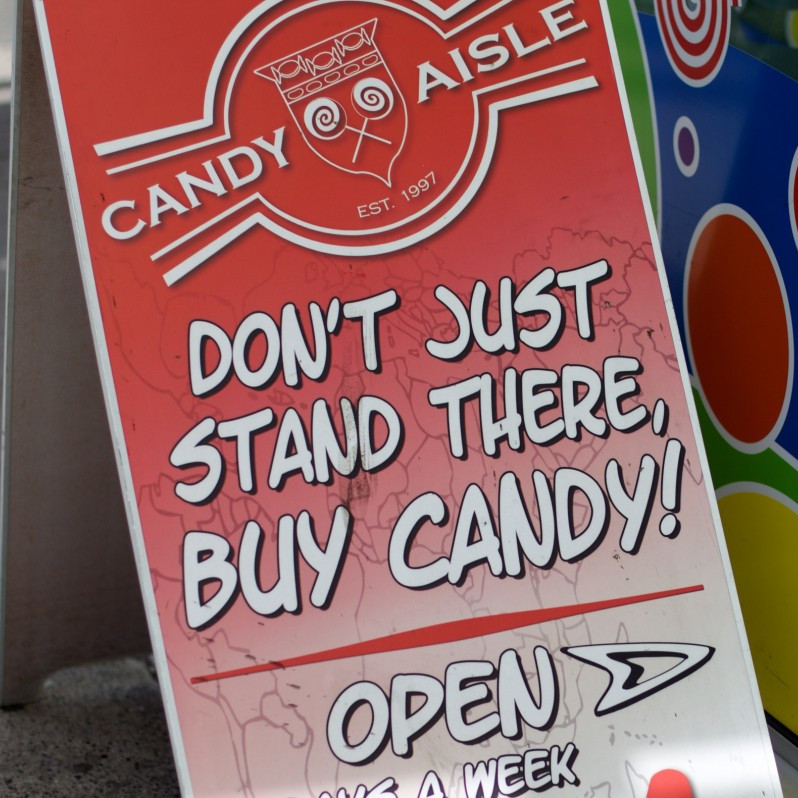 CANDY AISLE
EST. 1997
DON'T JUST
STAND THERE,
BUY CANDY!
OPEN
A WEEK